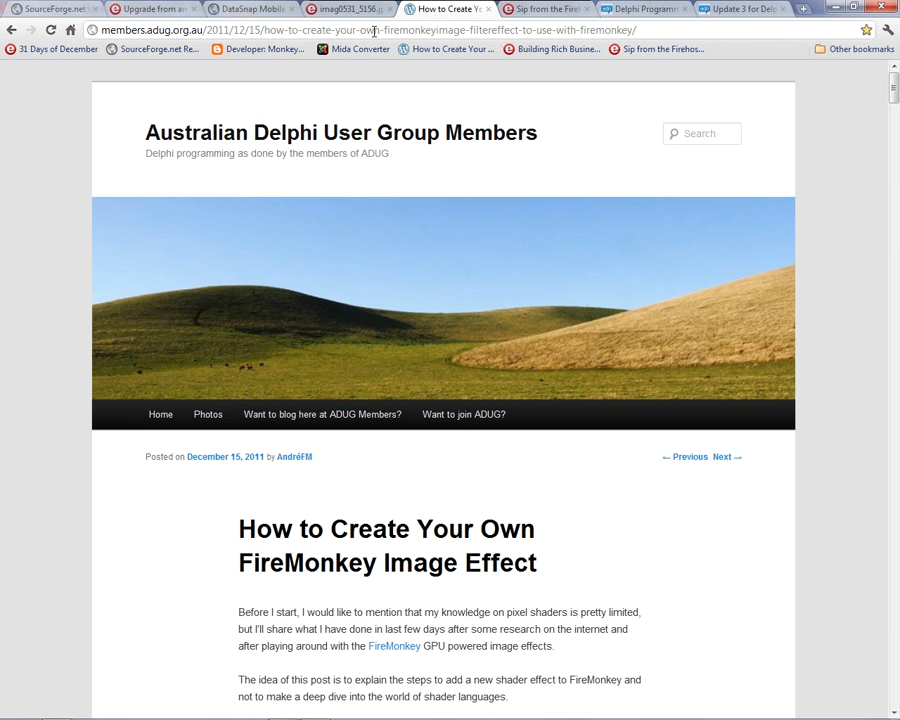 SourceForge.net
Upgrade from an
DataSnap Mobile
imag0531_5156.jp
How to Create Yo
Sip from the Fire
Delphi Program
Update 3 for Delp
members.adug.org.au/2011/12/15/how-to-create-your-own-firemonkeyimage-filtereffect-to-use-with-firemonkey/
31 Days of December
SourceForge.net Re...
Developer: Monkey...
Mida Converter
How to Create Your ...
Building Rich Busine...
Sip from the Firehos...
Other bookmarks
Australian Delphi User Group Members
Delphi programming as done by the members of ADUG
Search
Home
Photos
Want to blog here at ADUG Members?
Want to join ADUG?
Posted on December 15, 2011 by AndréFM
← Previous Next →
How to Create Your Own
FireMonkey Image Effect
Before I start, I would like to mention that my knowledge on pixel shaders is pretty limited,
but I'll share what I have done in last few days after some research on the internet and
after playing around with the FireMonkey GPU powered image effects.
The idea of this post is to explain the steps to add a new shader effect to FireMonkey and
not to make a deep dive into the world of shader languages.